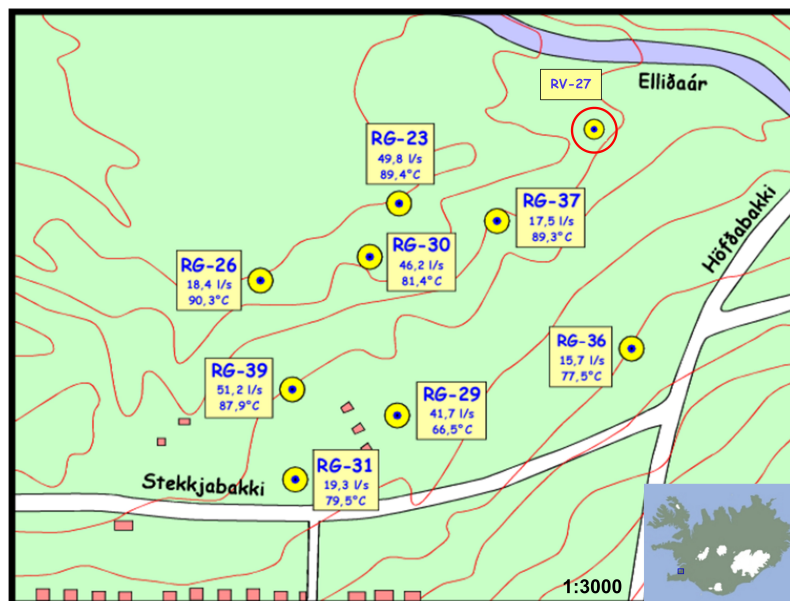 Elliðaár
RV-27
RG-23
49,8 l/s
89,4°C
RG-37
17,5 l/s
89,3°C
Höfðabakki
RG-30
46,2 l/s
81,4°C
RG-26
18,4 l/s
90,3°C
RG-36
15,7 l/s
77,5°C
RG-39
51,2 l/s
87,9°C
RG-29
41,7 l/s
66,5°C
RG-31
19,3 l/s
79,5°C
Stekkjabakki
1:3000